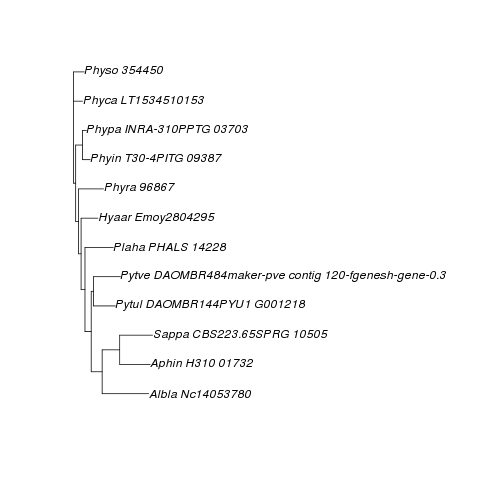 Physo 354450
Phyca LT1534510153
Phypa INRA-310PPTG 03703
Phyin T30-4PITG 09387
Phyra 96867
Hyaar Emoy2804295
Plaha PHALS 14228
Pytve DAOMBR484maker-pve contig 120-fgenesh-gene-0.3
Pytul DAOMBR144PYU1 G001218
Sappa CBS223.65SPRG 10505
Aphin H310 01732
Albla Nc14053780